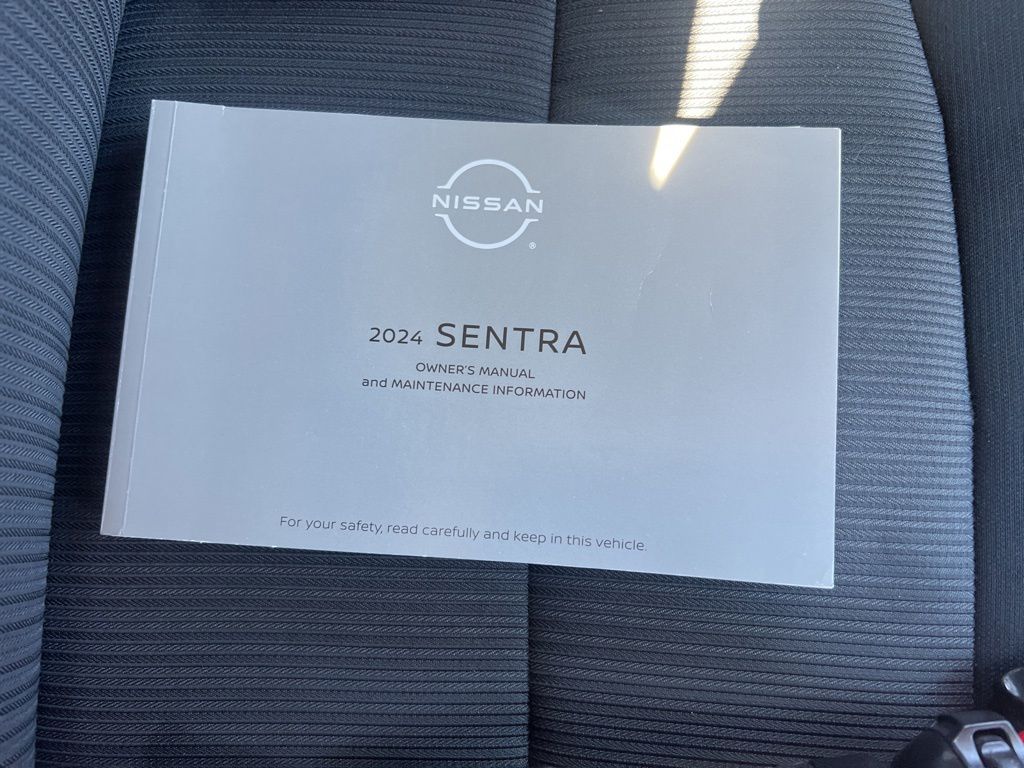 NISSAN
®
2024 SENTRA
OWNER'S MANUAL
and MAINTENANCE INFORMATION
For your safety, read carefully and keep in this vehicle.